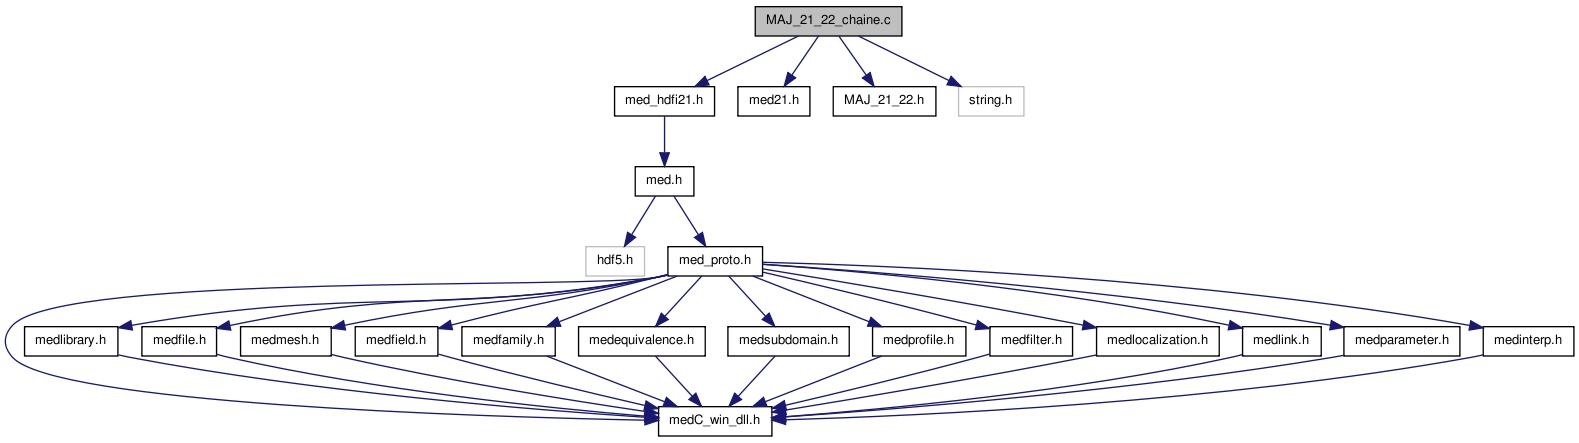 MAJ_21_22_chaine.c
med_hdfi21.h
med21.h
MAJ_21_22.h
string.h
med.h
hdf5.h
med_proto.h
medlibrary.h
medfile.h
medmesh.h
medfield.h
medfamily.h
medequivalence.h
medsubdomain.h
medprofile.h
medfilter.h
medlocalization.h
medlink.h
medparameter.h
medinterp.h
medC_win_dll.h